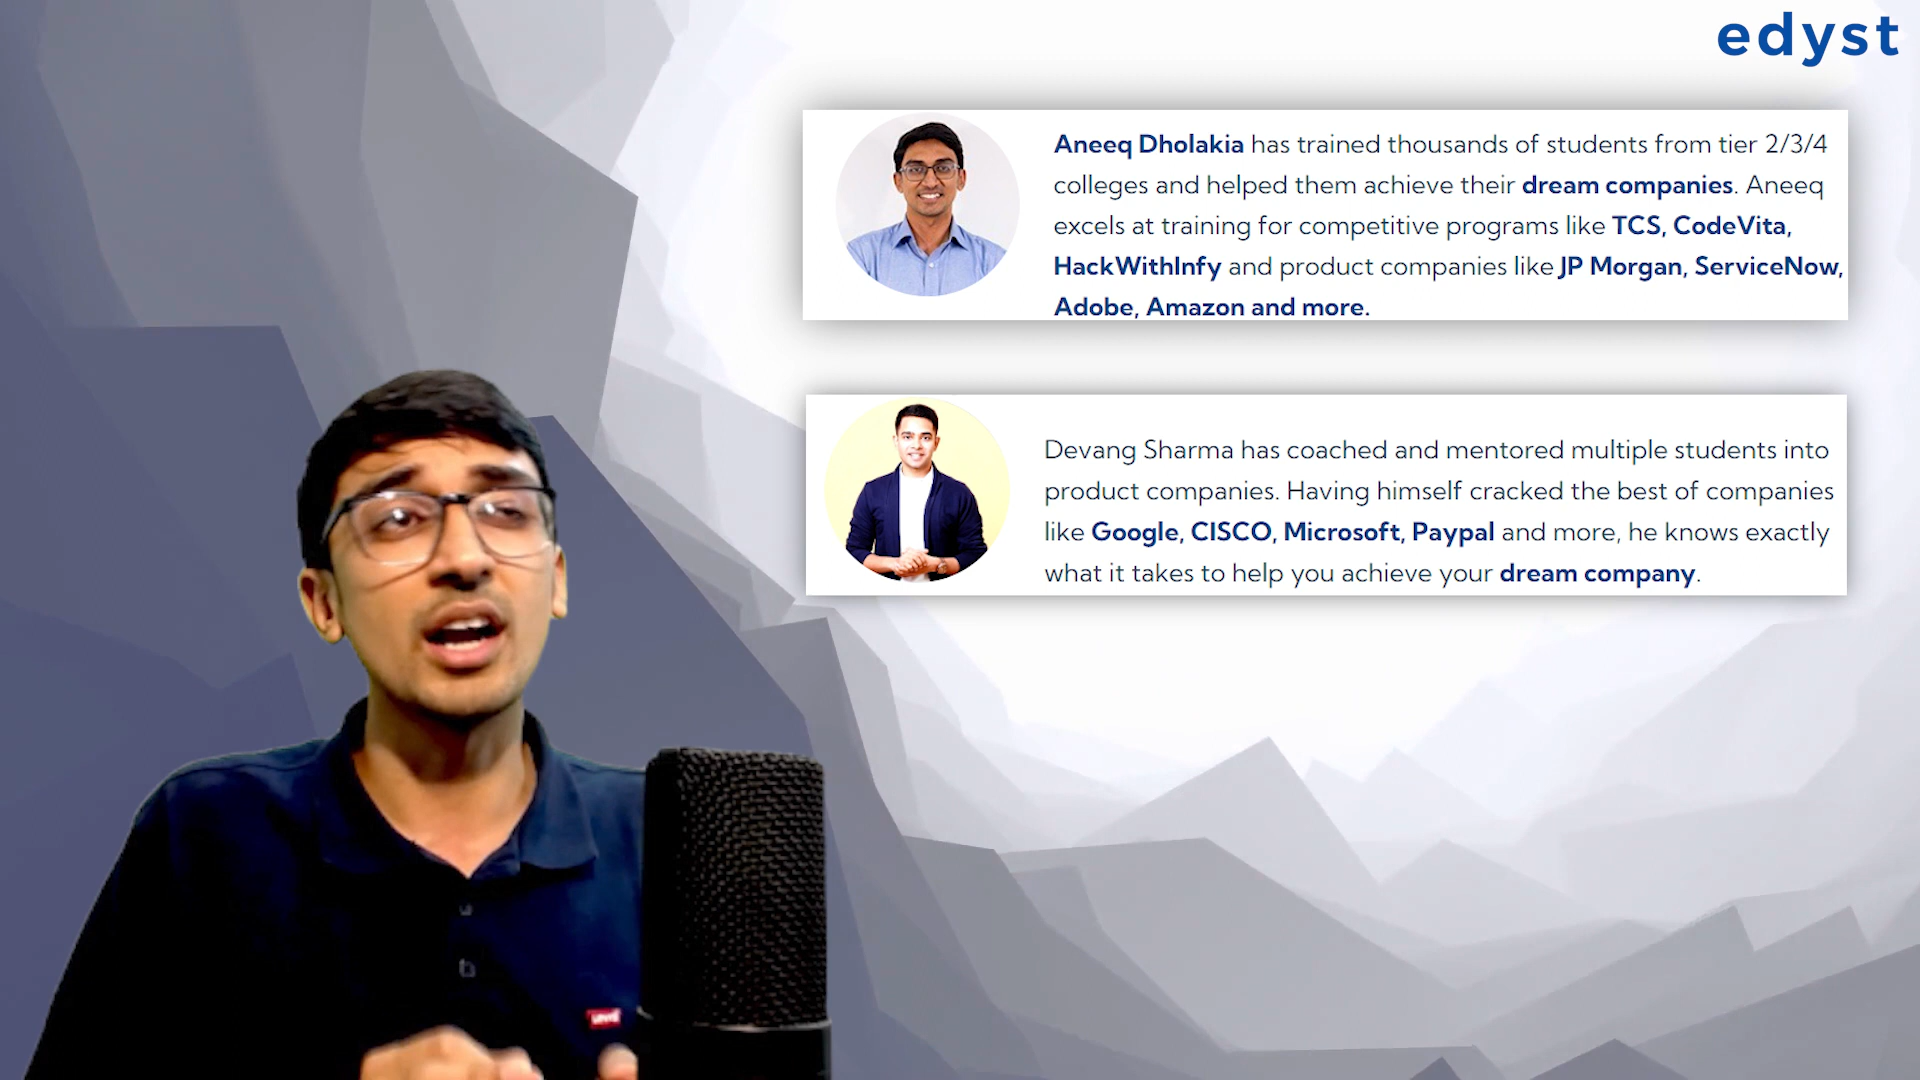 edyst
Aneeq Dholakia has trained thousands of students from tier 2/3/4
colleges and helped them achieve their dream companies. Aneeq
excels at training for competitive programs like TCS, CodeVita,
HackWithInfy and product companies like JP Morgan, ServiceNow,
Adobe, Amazon and more.
Devang Sharma has coached and mentored multiple students into
product companies. Having himself cracked the best of companies
like Google, CISCO, Microsoft, Paypal and more, he knows exactly
what it takes to help you achieve your dream company.
Levi's